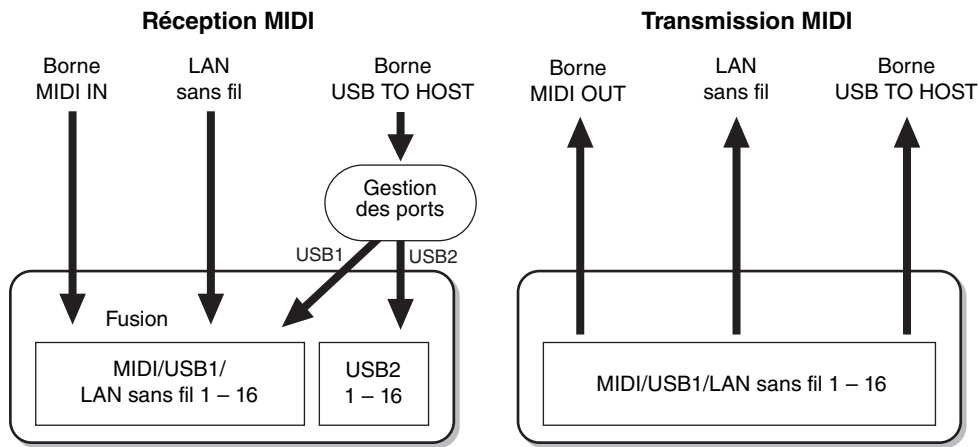 Réception MIDI
Borne
MIDI IN
LAN
sans fil
Borne
USB TO HOST
Gestion
des ports
USB1
USB2
Fusion
MIDI/USB1/
LAN sans fil 1 – 16
USB2
1 – 16
Transmission MIDI
Borne
MIDI OUT
LAN
sans fil
Borne
USB TO HOST
MIDI/USB1/LAN sans fil 1 – 16